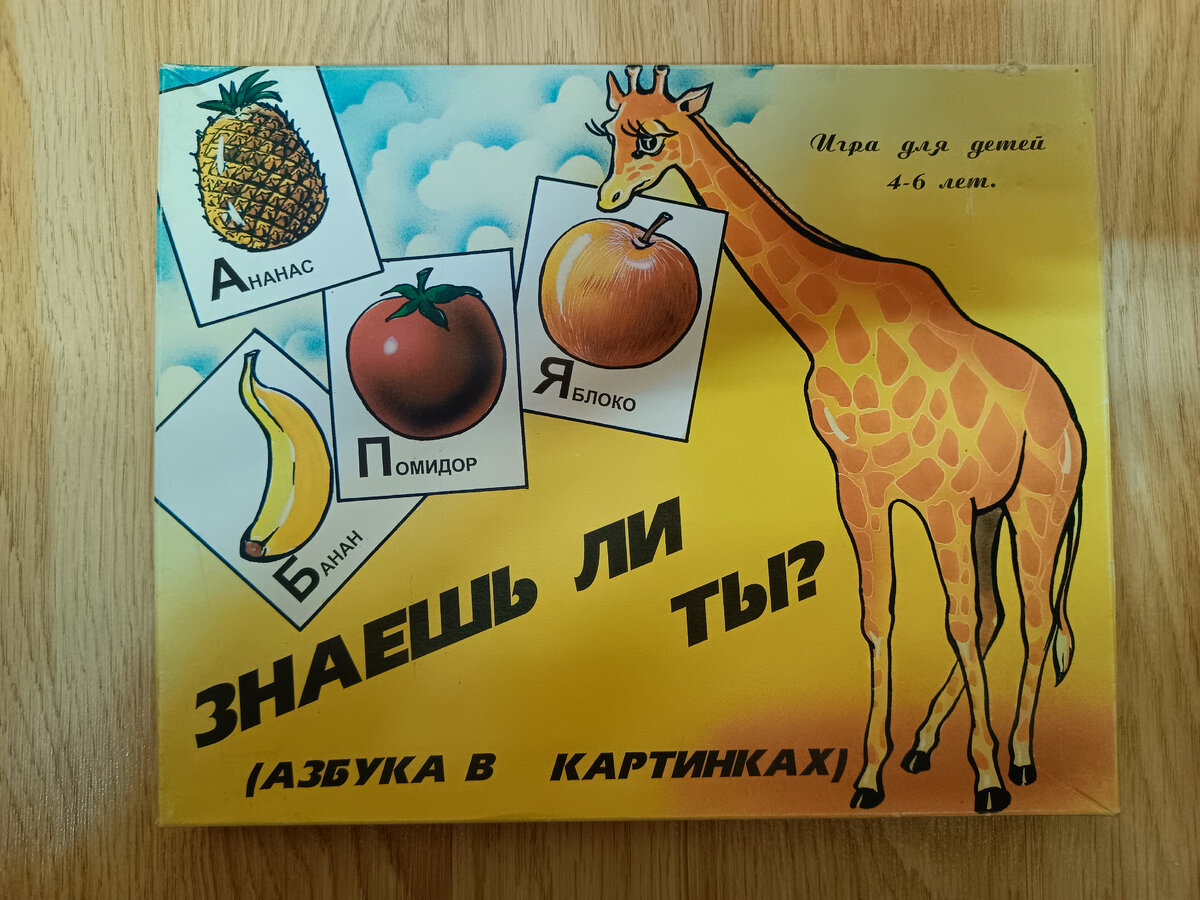 Игра для детей
4-6 лет.
Ананас
Яблоко
Помидор
Банан
ЗНАЕШЬ ЛИ
ТЫ?
(АЗБУКА В КАРТИНКАХ)